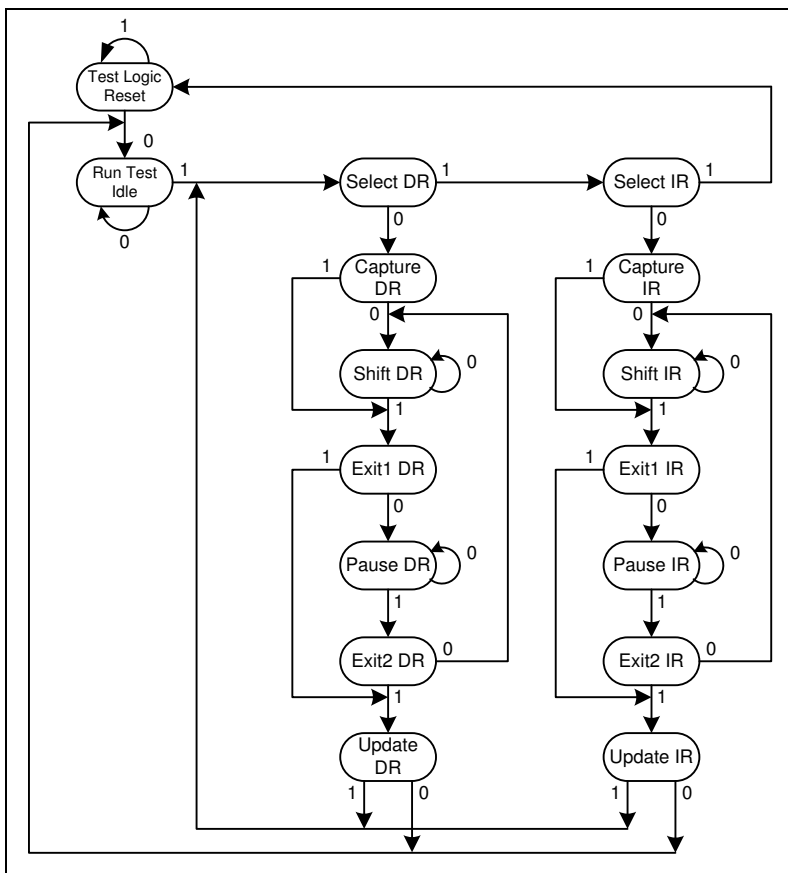 1
Test Logic
Reset
0
Run Test
Idle
1
0
Select DR
1
Select IR
1
0
0
1
Capture
DR
1
Capture
IR
0
0
Shift DR
0
Shift IR
0
1
1
1
Exit1 DR
1
Exit1 IR
0
0
Pause DR
0
Pause IR
0
1
1
Exit2 DR
0
Exit2 IR
0
1
1
Update
DR
Update IR
1
0
1
0